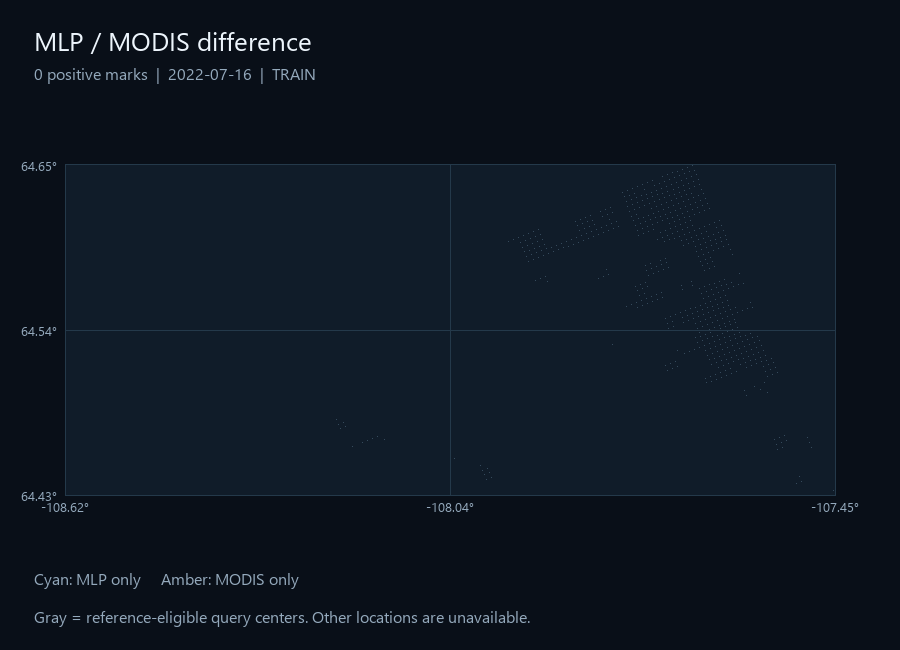 MLP / MODIS difference
0 positive marks | 2022-07-16 | TRAIN
64.65°
64.54°
64.43°
-108.62° -108.04° -107.45°
Cyan: MLP only Amber: MODIS only
Gray = reference-eligible query centers. Other locations are unavailable.